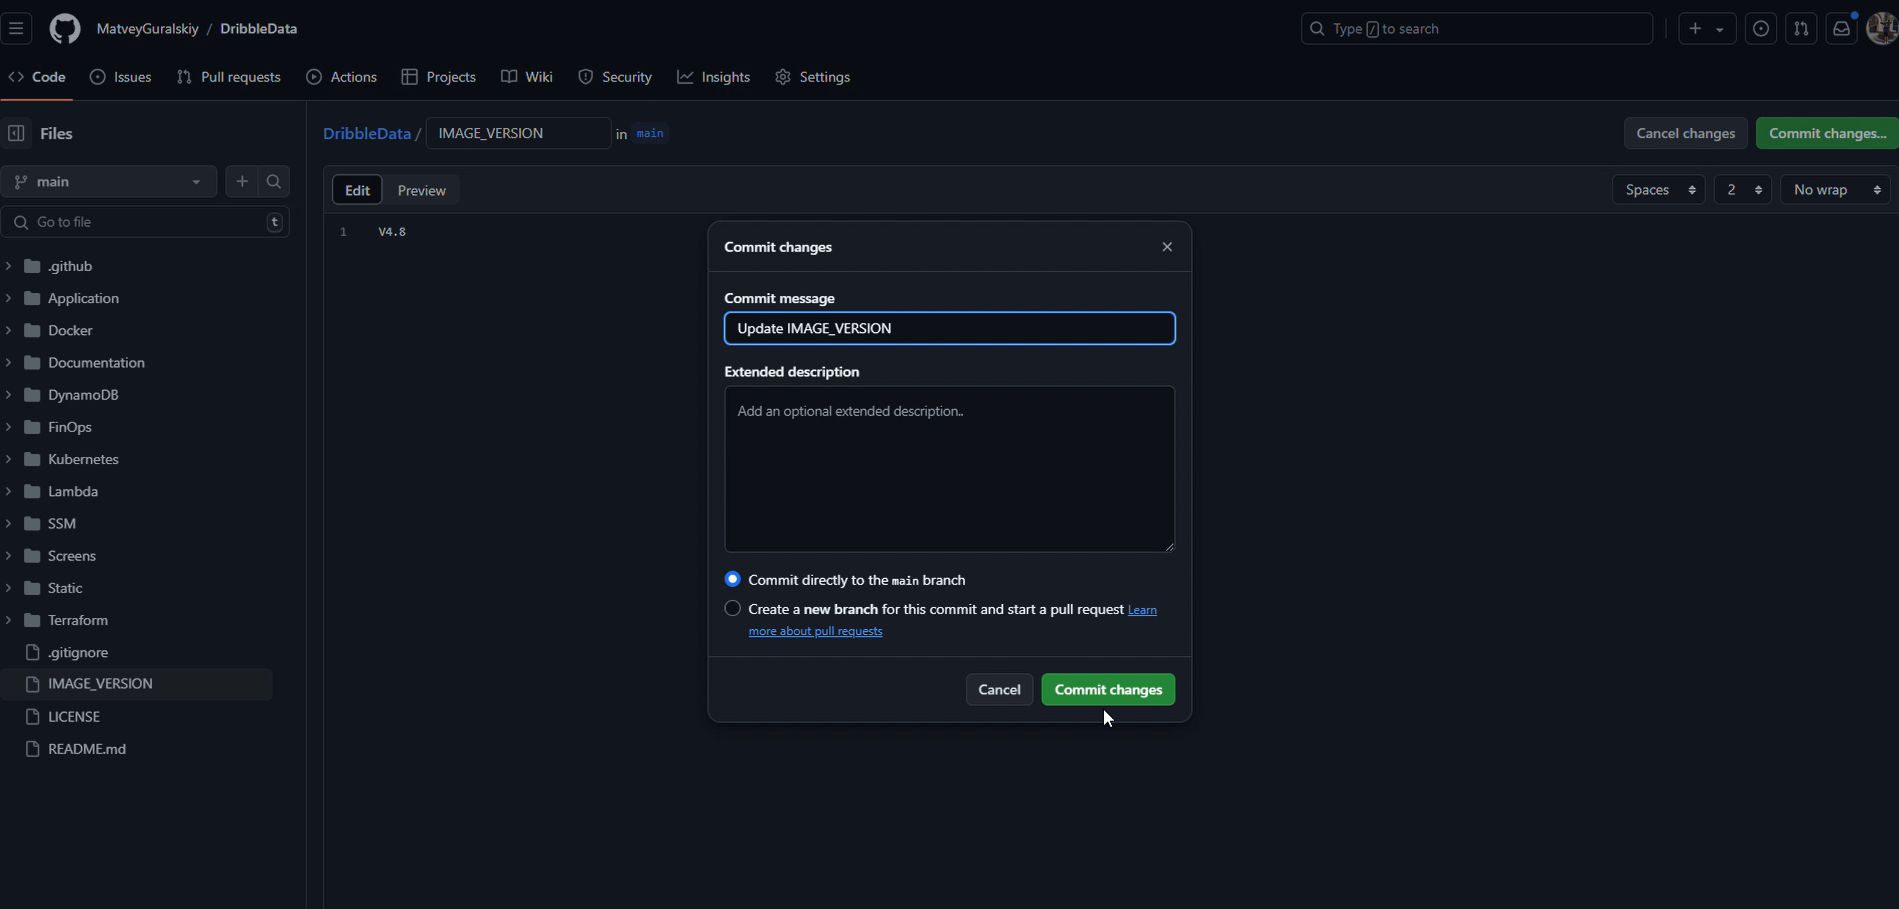 MatveyGuralskiy / DribbleData
Type / to search
Code Issues Pull requests Actions Projects Wiki Security Insights Settings
Files
main
Go to file t
.github
Application
Docker
Documentation
DynamoDB
FinOps
Kubernetes
Lambda
SSM
Screens
Static
Terraform
.gitignore
IMAGE_VERSION
LICENSE
README.md
DribbleData / IMAGE_VERSION in main
Cancel changes Commit changes...
Edit Preview
Spaces 2 No wrap
1 V4.8
Commit changes
Commit message
Update IMAGE_VERSION
Extended description
Add an optional extended description..
Commit directly to the main branch
Create a new branch for this commit and start a pull request Learn
more about pull requests
Cancel Commit changes